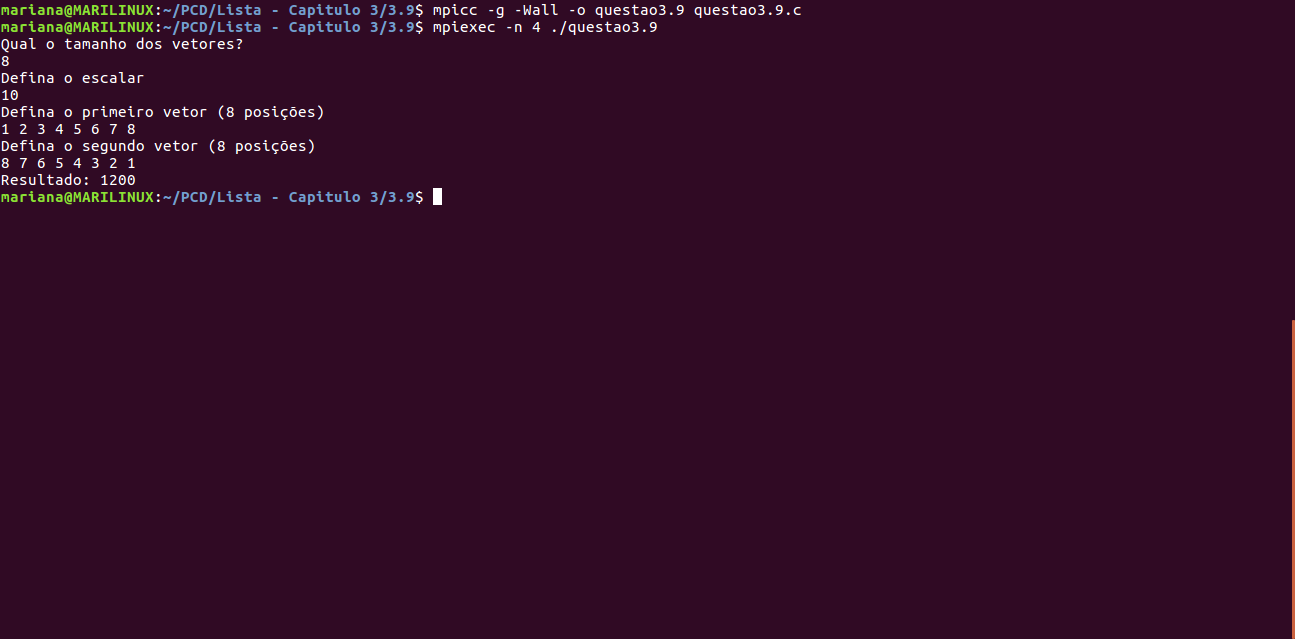 mariana@MARILINUX:~/PCD/Lista - Capitulo 3/3.9$ mpicc -g -Wall -o questao3.9 questao3.9.c
mariana@MARILINUX:~/PCD/Lista - Capitulo 3/3.9$ mpiexec -n 4 ./questao3.9
Qual o tamanho dos vetores?
8
Defina o escalar
10
Defina o primeiro vetor (8 posições)
1 2 3 4 5 6 7 8
Defina o segundo vetor (8 posições)
8 7 6 5 4 3 2 1
Resultado: 1200
mariana@MARILINUX:~/PCD/Lista - Capitulo 3/3.9$